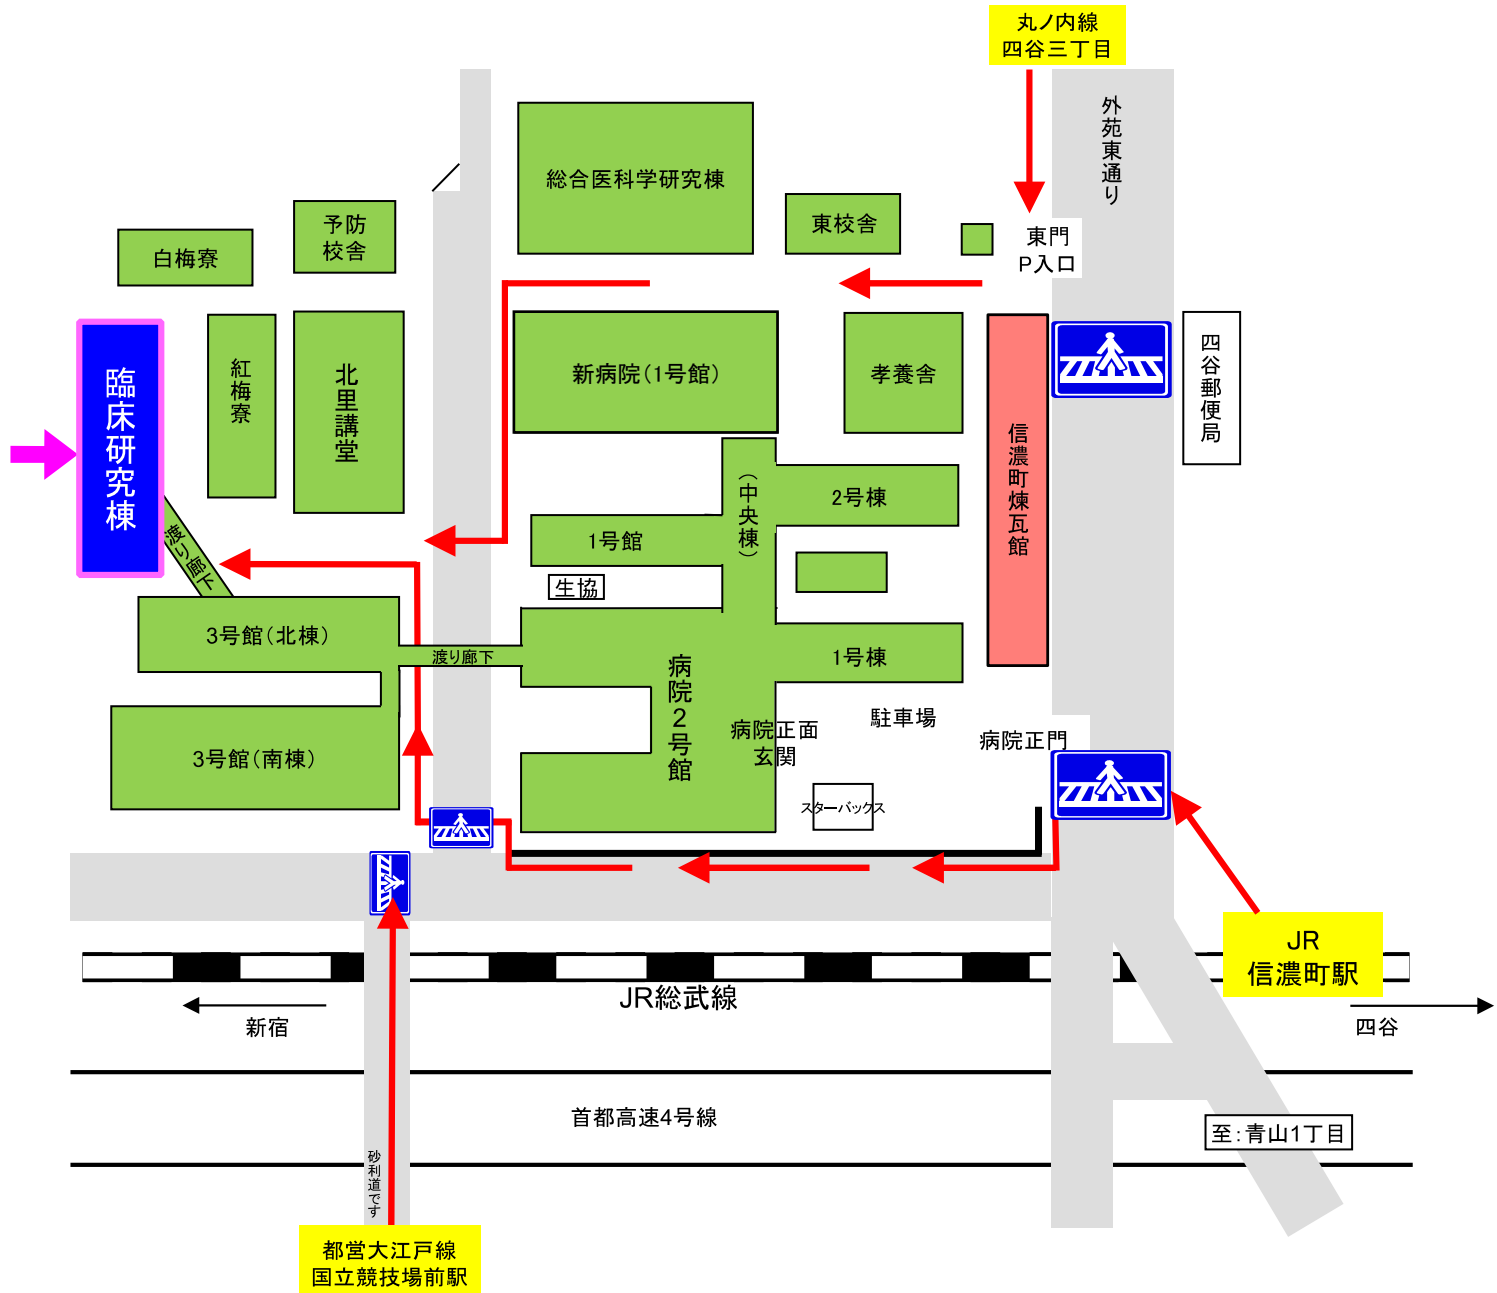 丸ノ内線
四谷三丁目
外苑東通り
総合医科学研究棟
東校舎
予防
校舎
白梅寮
東門
P入口
臨床研究棟
紅梅寮
北里講堂
新病院(1号館)
孝養舎
信濃町煉瓦館
四谷郵便局
(中央棟)
2号棟
1号館
生協
渡り廊下
3号館(北棟)
渡り廊下
病院2号館
1号棟
3号館(南棟)
病院正面
玄関
駐車場
病院正門
スターバックス
JR
信濃町駅
JR総武線
新宿
四谷
首都高速4号線
至:青山1丁目
砂利道です
都営大江戸線
国立競技場前駅